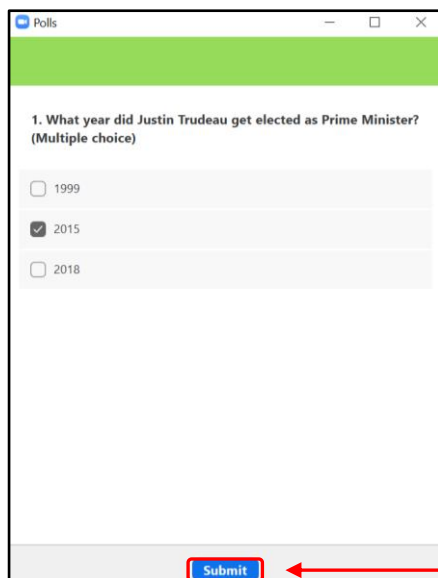 Polls
1. What year did Justin Trudeau get elected as Prime Minister?
(Multiple choice)
1999
2015
2018
Submit